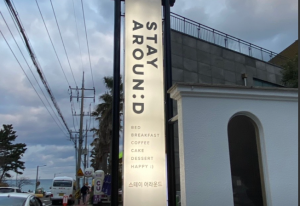 STAY
AROUN:D
BED
BREAKFAST
COFFEE
CAKE
DESSERT
HAPPY :)
스테이 어라운드